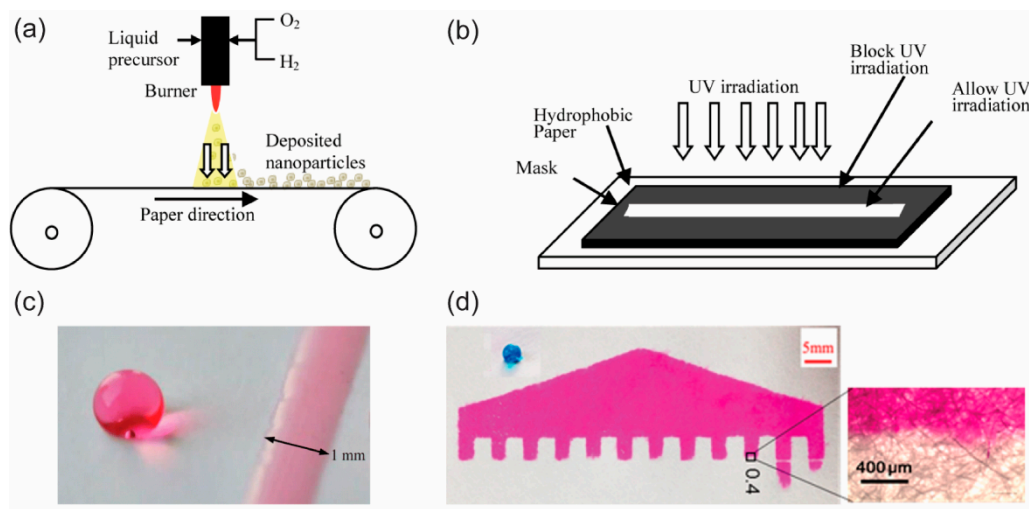 (a)
Liquid
precursor
O₂
H₂
Burner
Deposited
nanoparticles
Paper direction
(b)
Block UV
irradiation
UV irradiation
Allow UV
irradiation
Hydrophobic
Paper
Mask
(c)
1 mm
(d)
5mm
0.4
400µm